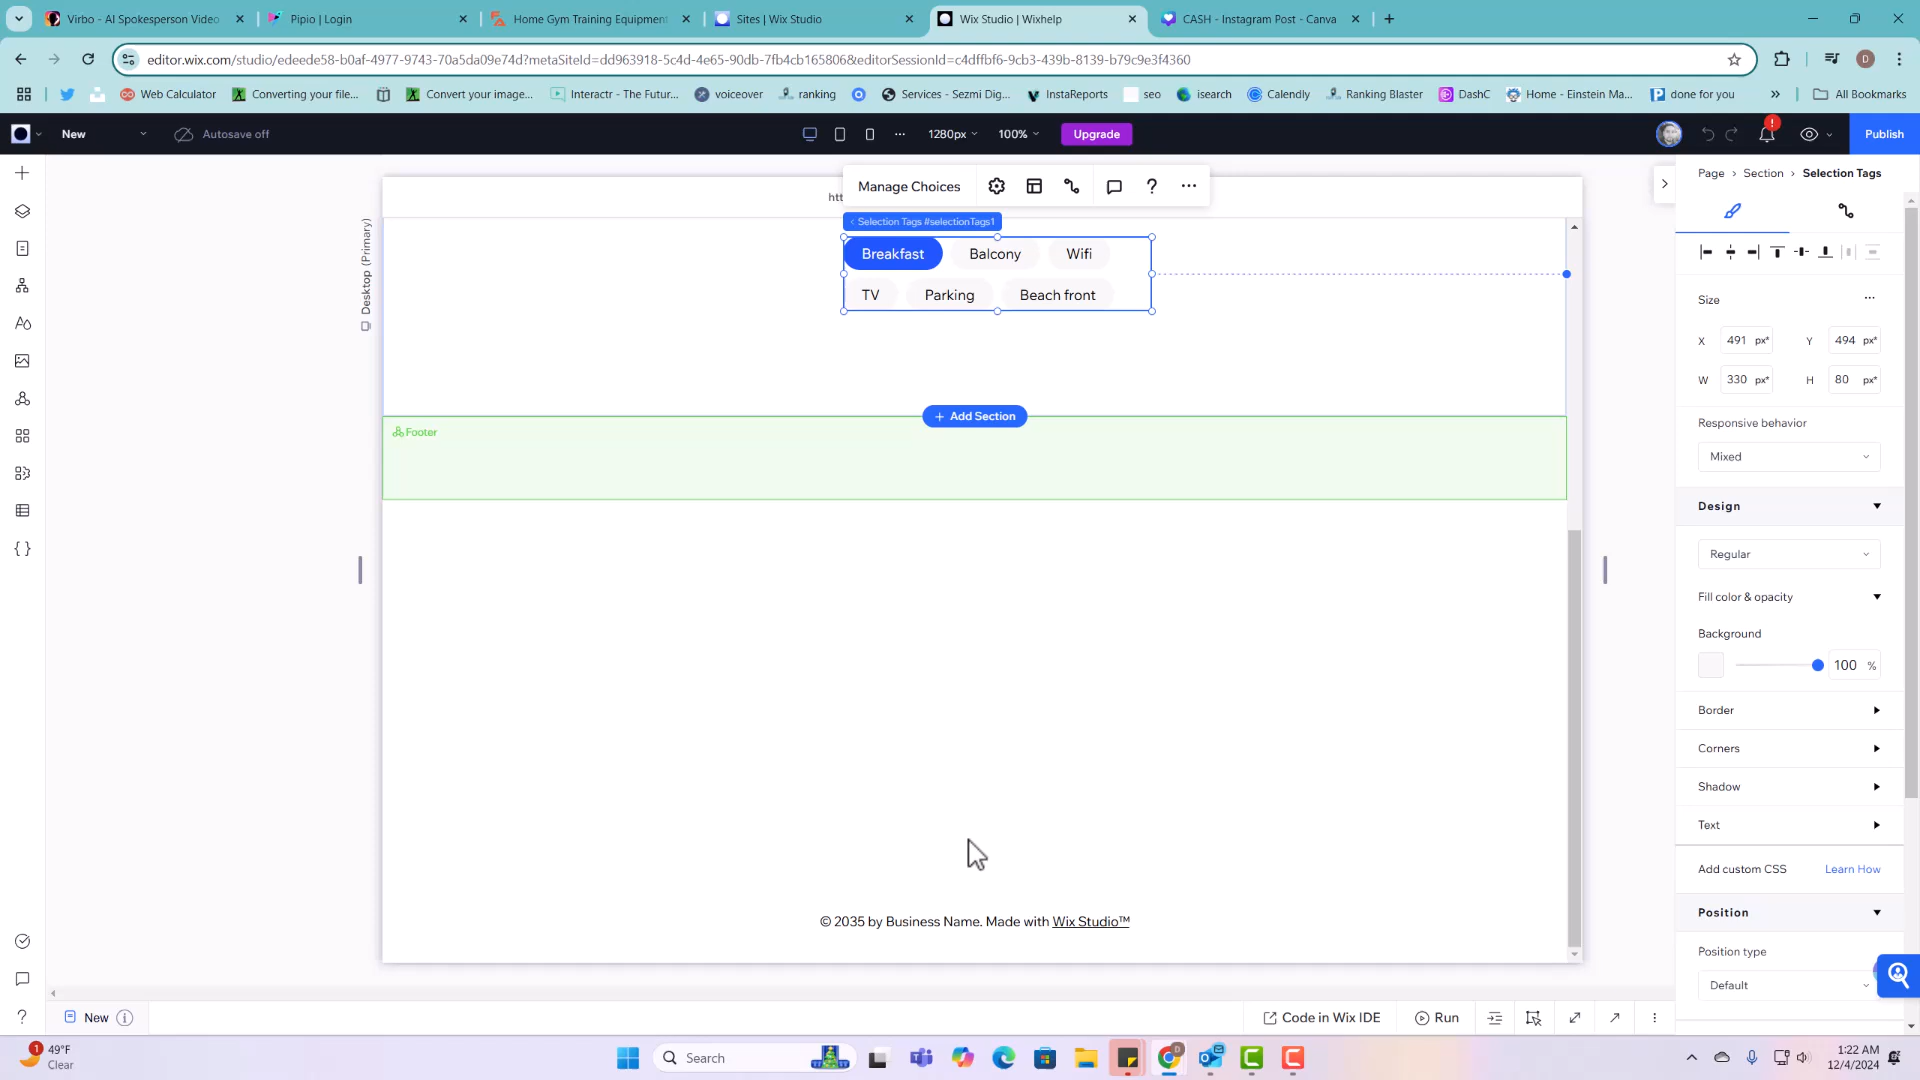 Virbo - AI Spokesperson Video
Pipio | Login
Home Gym Training Equipment
Sites | Wix Studio
Wix Studio | Wixhelp
CASH - Instagram Post - Canva
editor.wix.com/studio/edeede58-b0af-4977-9743-70a5da09e74d?metaSiteId=dd963918-5c4d-4e65-90db-7fb4cb165806&editorSessionId=c4dffbf6-9cb3-439b-8139-b79c9e3f4360
D
Web Calculator
Converting your file...
Convert your image...
Interactr - The Futur...
voiceover
ranking
Services - Sezmi Dig...
InstaReports
seo
isearch
Calendly
Ranking Blaster
DashC
Home - Einstein Ma...
done for you
All Bookmarks
New
Autosave off
1280px
100%
Upgrade
Publish
Manage Choices
Page > Section > Selection Tags
htt
Selection Tags #selectionTags1
Desktop (Primary)
Breakfast Balcony Wifi
TV Parking Beach front
+ Add Section
Footer
© 2035 by Business Name. Made with Wix Studio™
Size
X 491 px* Y 494 px*
W 330 px* H 80 px*
Responsive behavior
Mixed
Design
Regular
Fill color & opacity
Background
100 %
Border
Corners
Shadow
Text
Add custom CSS Learn How
Position
Position type
Default
New
Code in Wix IDE
Run
1
49°F
Clear
Search
1:22 AM
12/4/2024